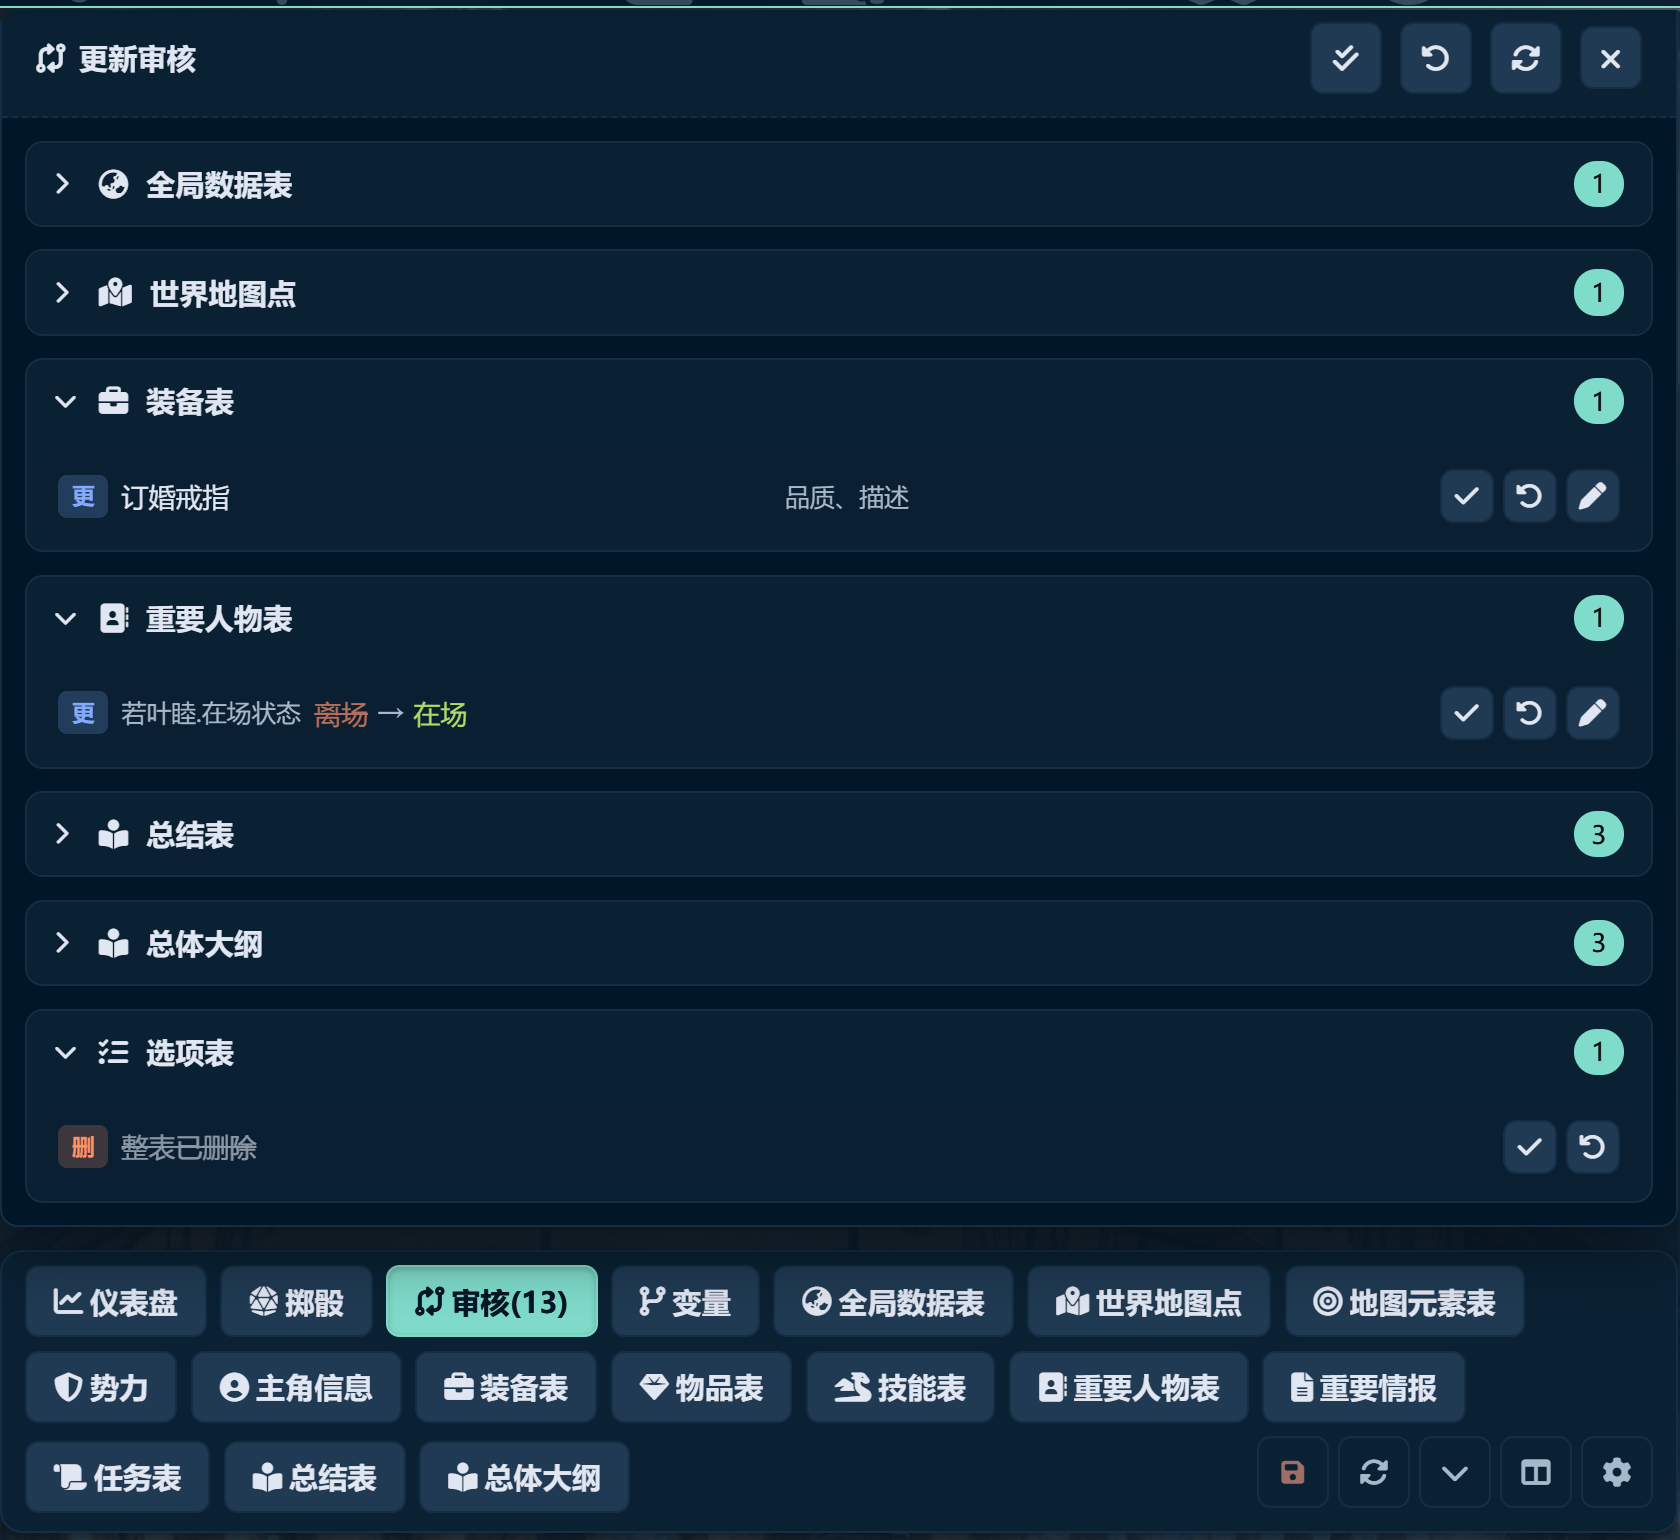 更新审核
全局数据表 1
世界地图点 1
装备表 1
更 订婚戒指 品质、描述
重要人物表 1
更 若叶睦.在场状态 离场 → 在场
总结表 3
总体大纲 3
选项表 1
删 整表已删除
仪表盘 掷骰 审核(13) 变量 全局数据表 世界地图点 地图元素表
势力 主角信息 装备表 物品表 技能表 重要人物表 重要情报
任务表 总结表 总体大纲